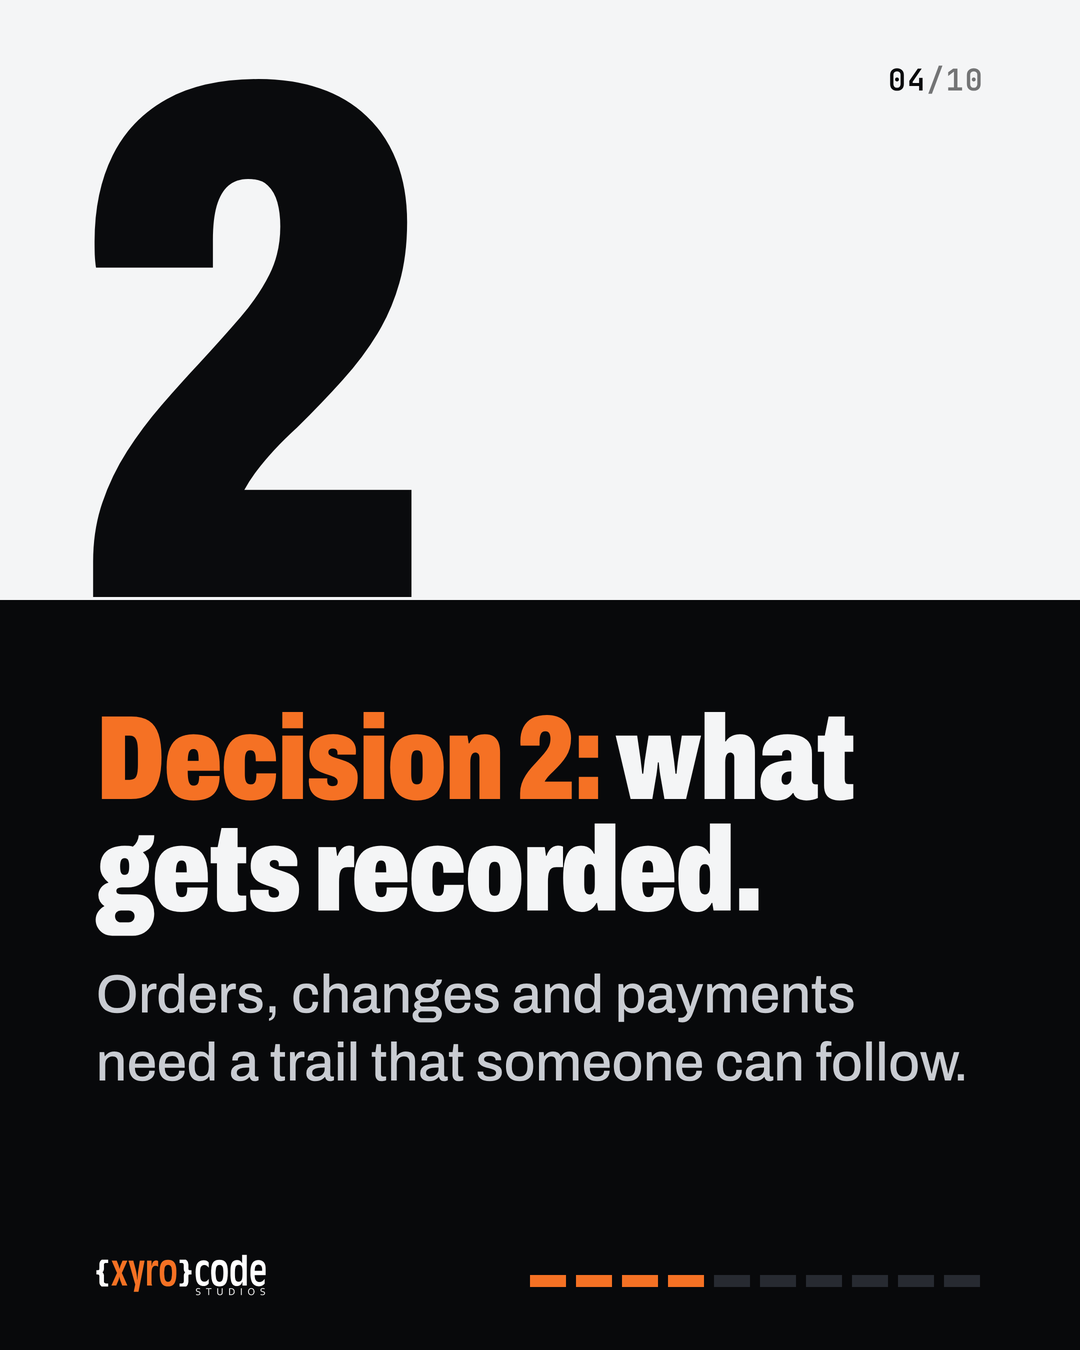 04/10
2
Decision 2: what
gets recorded.
Orders, changes and payments
need a trail that someone can follow.
{xyro}code
STUDIOS